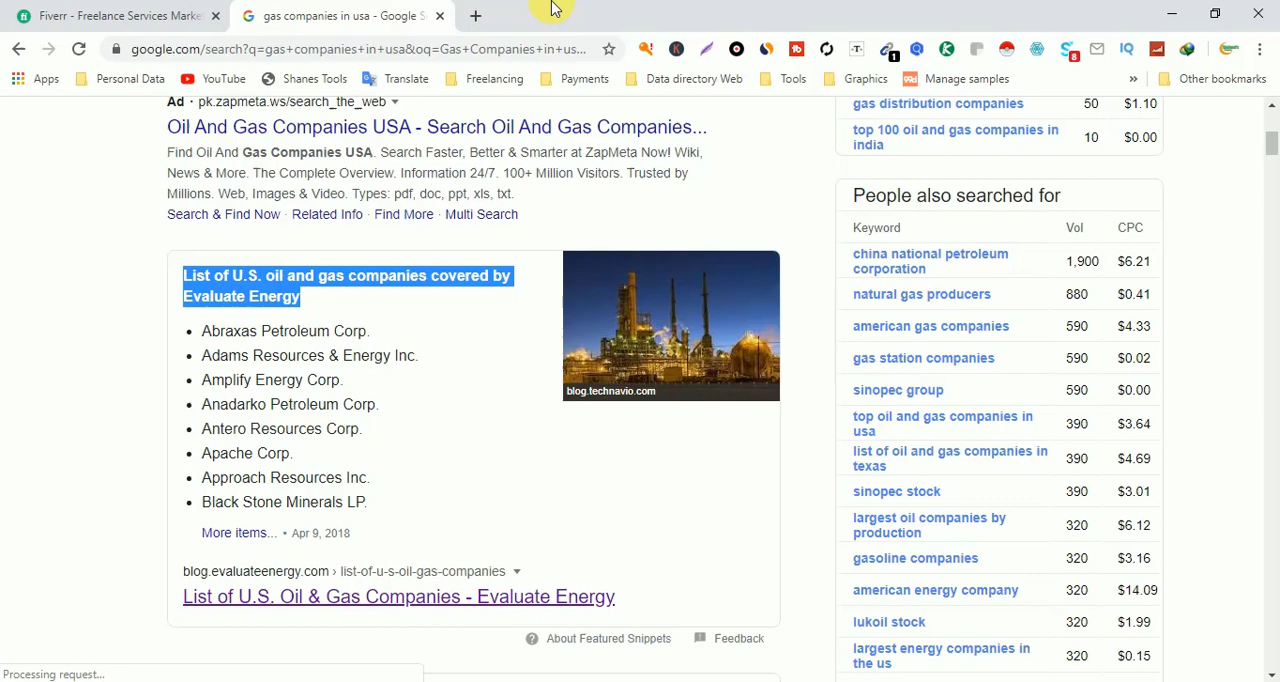 Fiverr - Freelance Services Marke
gas companies in usa - Google S
google.com/search?q=gas+companies+in+usa&oq=Gas+Companies+in+us...
1
8
Apps
Personal Data
YouTube
Shanes Tools
Translate
Freelancing
Payments
Data directory Web
Tools
Graphics
Manage samples
»
Other bookmarks
Ad · pk.zapmeta.ws/search_the_web
Oil And Gas Companies USA - Search Oil And Gas Companies...
Find Oil And Gas Companies USA. Search Faster, Better & Smarter at ZapMeta Now! Wiki,
News & More. The Complete Overview. Information 24/7. 100+ Million Visitors. Trusted by
Millions. Web, Images & Video. Types: pdf, doc, ppt, xls, txt.
Search & Find Now · Related Info · Find More · Multi Search
List of U.S. oil and gas companies covered by
Evaluate Energy
• Abraxas Petroleum Corp.
• Adams Resources & Energy Inc.
• Amplify Energy Corp.
• Anadarko Petroleum Corp.
• Antero Resources Corp.
• Apache Corp.
• Approach Resources Inc.
• Black Stone Minerals LP.
More items... • Apr 9, 2018
blog.technavio.com
blog.evaluateenergy.com › list-of-u-s-oil-gas-companies
List of U.S. Oil & Gas Companies - Evaluate Energy
About Featured Snippets
Feedback
Processing request...
gas distribution companies 50 $1.10
top 100 oil and gas companies in 10 $0.00
india
People also searched for
Keyword Vol CPC
china national petroleum 1,900 $6.21
corporation
natural gas producers 880 $0.41
american gas companies 590 $4.33
gas station companies 590 $0.02
sinopec group 590 $0.00
top oil and gas companies in 390 $3.64
usa
list of oil and gas companies in 390 $4.69
texas
sinopec stock 390 $3.01
largest oil companies by 320 $6.12
production
gasoline companies 320 $3.16
american energy company 320 $14.09
lukoil stock 320 $1.99
largest energy companies in 320 $0.15
the us